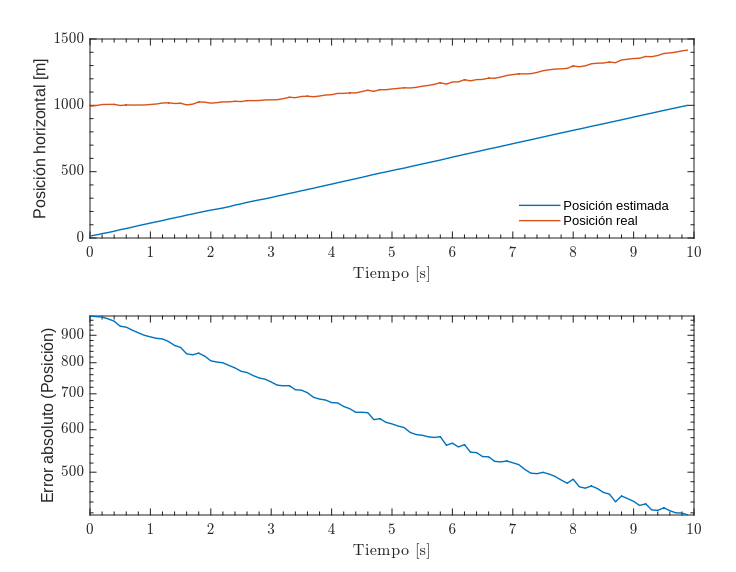 1500
1000
500
0
Posición horizontal [m]
Posición estimada
Posición real
0 1 2 3 4 5 6 7 8 9 10
Tiempo [s]
900
800
700
600
500
Error absoluto (Posición)
0 1 2 3 4 5 6 7 8 9 10
Tiempo [s]